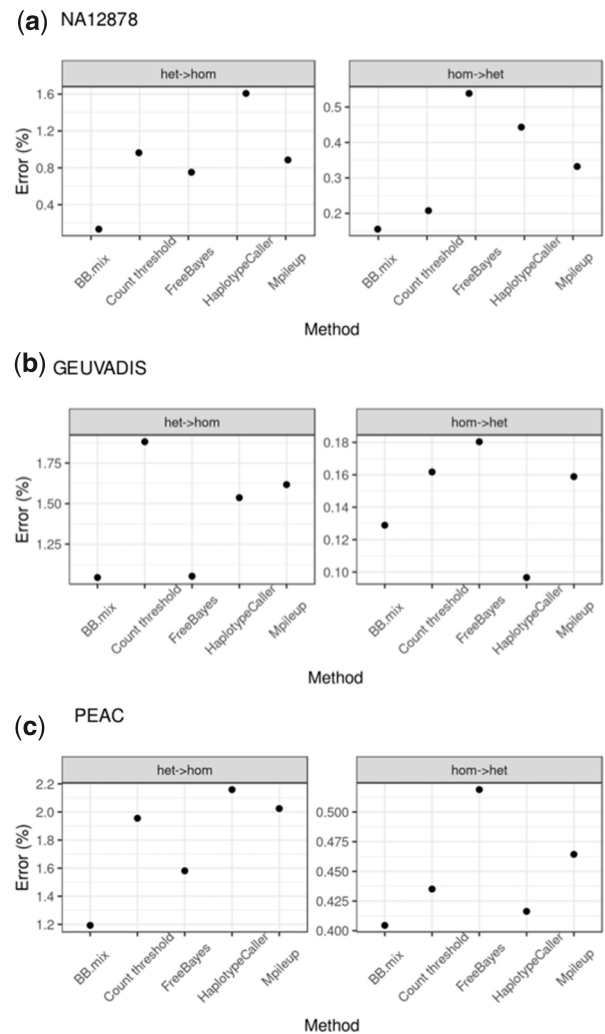 (a) NA12878
het->hom
hom->het
Error (%)
1.6
1.2
0.8
0.4
0.5
0.4
0.3
0.2
BB.mix
Count threshold
FreeBayes
HaplotypeCaller
Mpileup
BB.mix
Count threshold
FreeBayes
HaplotypeCaller
Mpileup
Method
(b) GEUVADIS
het->hom
hom->het
Error (%)
1.75
1.50
1.25
0.18
0.16
0.14
0.12
0.10
BB.mix
Count threshold
FreeBayes
HaplotypeCaller
Mpileup
BB.mix
Count threshold
FreeBayes
HaplotypeCaller
Mpileup
Method
(c) PEAC
het->hom
hom->het
Error (%)
2.2
2.0
1.8
1.6
1.4
1.2
0.500
0.475
0.450
0.425
0.400
BB.mix
Count threshold
FreeBayes
HaplotypeCaller
Mpileup
BB.mix
Count threshold
FreeBayes
HaplotypeCaller
Mpileup
Method